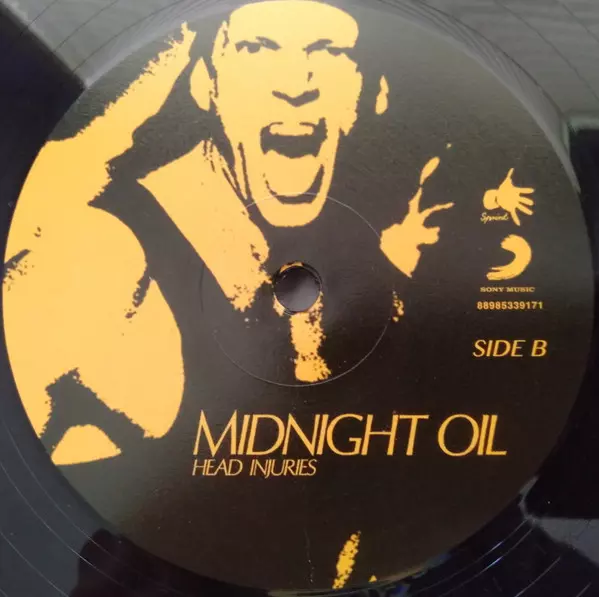 Sprint
SONY MUSIC
88985339171
SIDE B
MIDNIGHT OIL
HEAD INJURIES